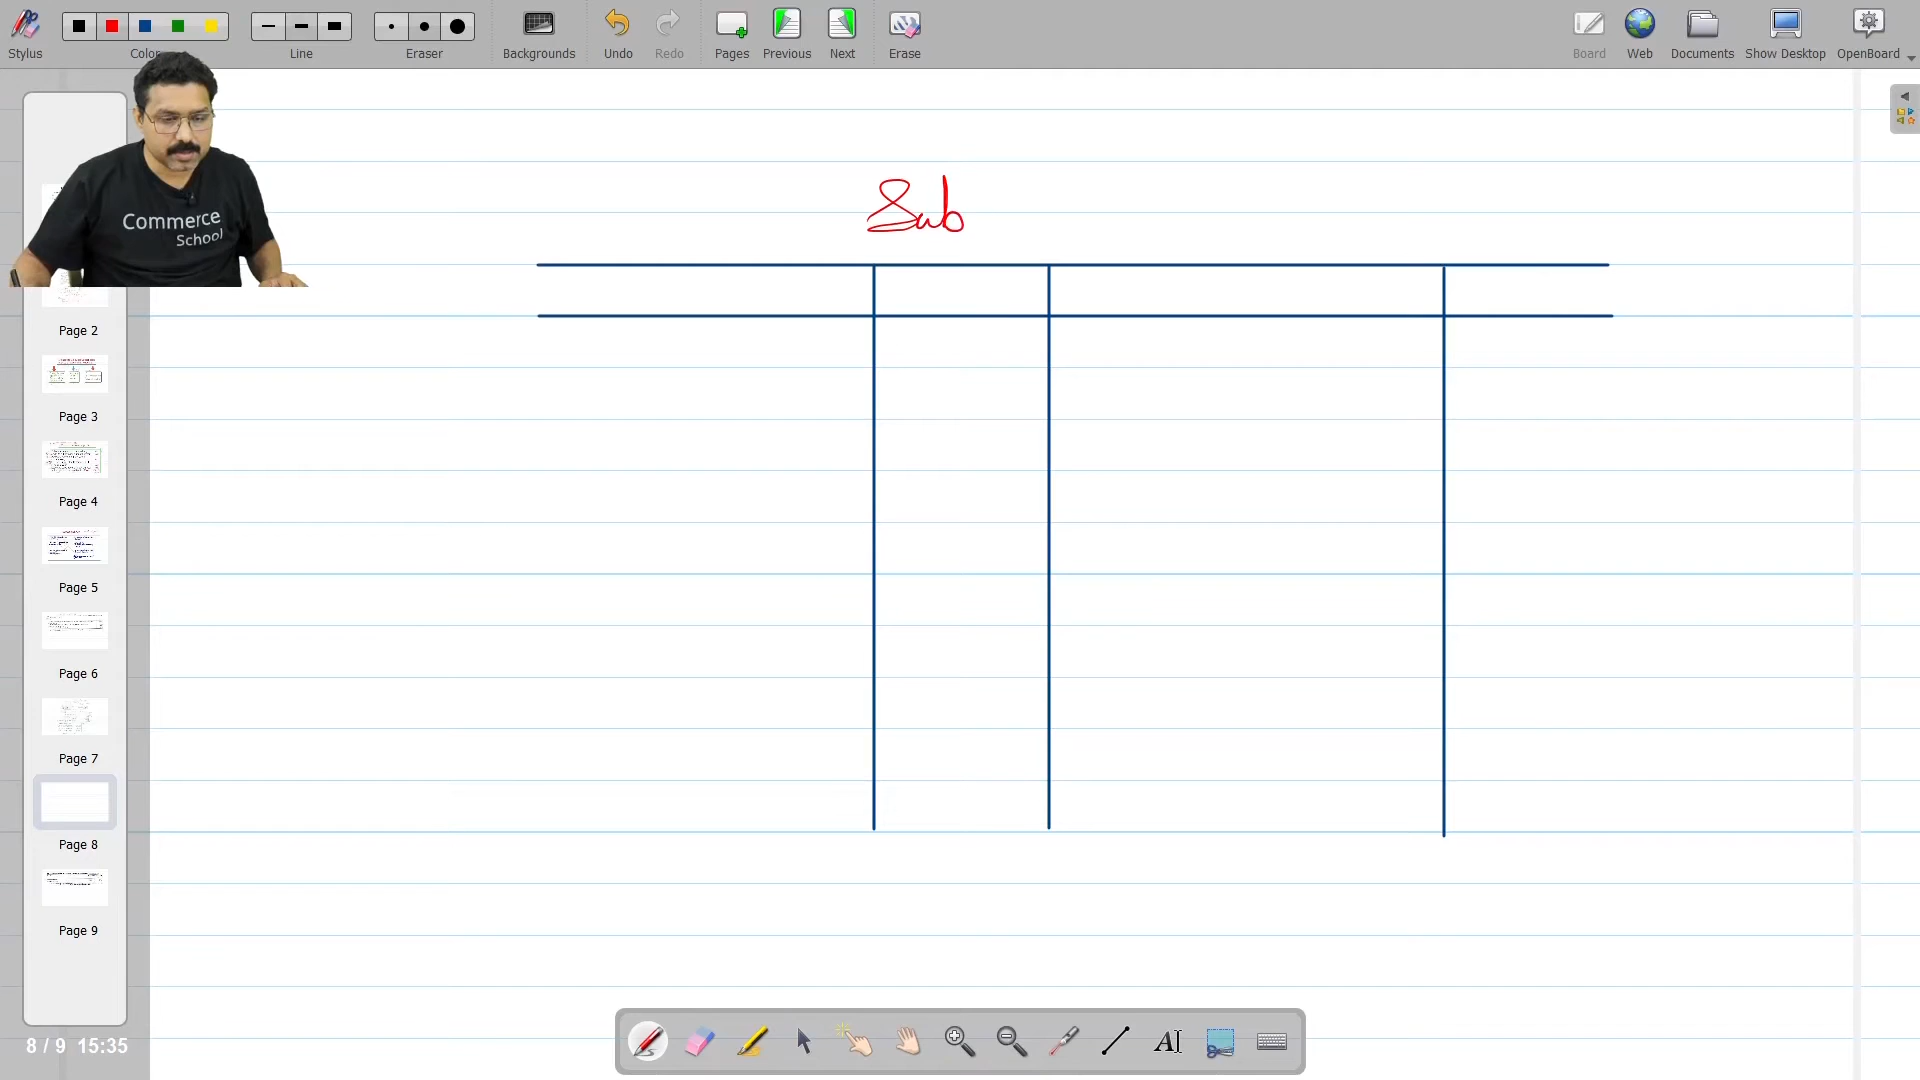 Stylus
Color
Line
Eraser
Backgrounds
Undo
Redo
Pages
Previous
Next
Erase
Board
Web
Documents
Show Desktop
OpenBoard
Commerce
School
Sub
Page 2
Page 3
Page 4
Page 5
Page 6
Page 7
Page 8
Page 9
8 / 9 15:35